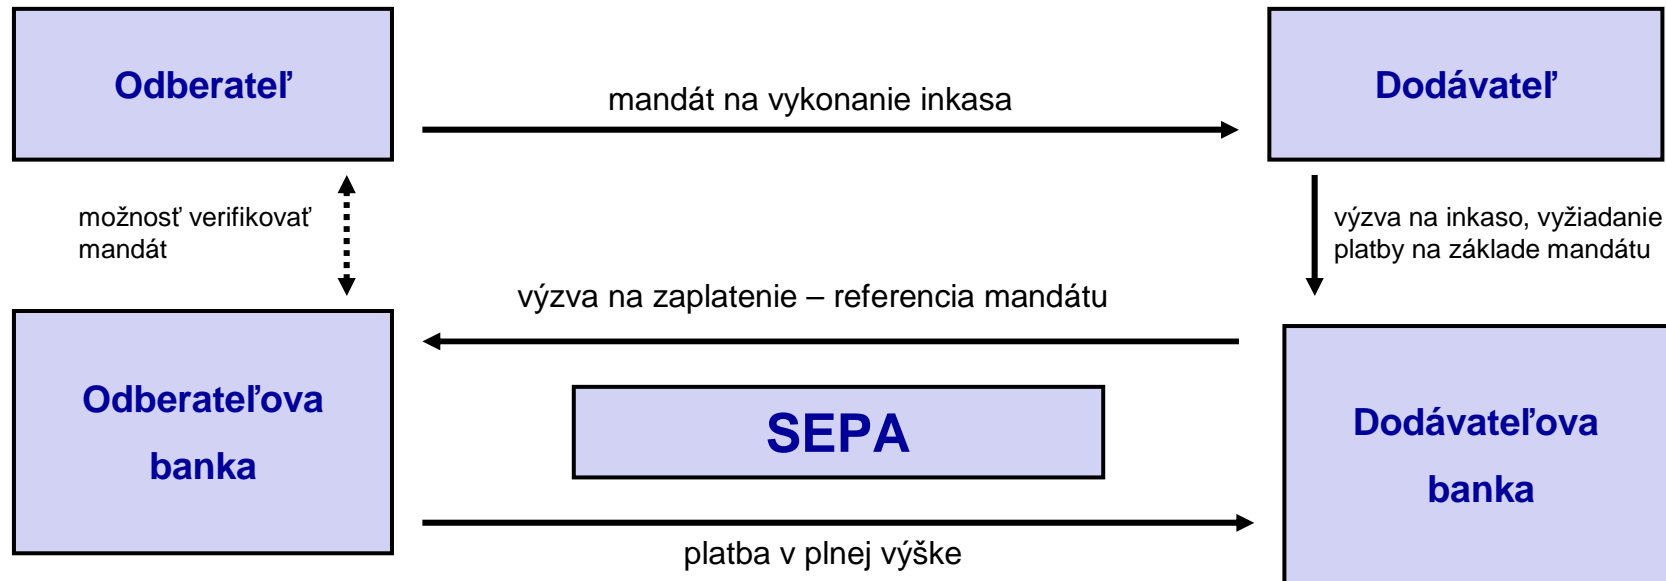 Odberateľ
mandát na vykonanie inkasa
Dodávateľ
možnosť verifikovať
mandát
výzva na inkaso, vyžiadanie
platby na základe mandátu
výzva na zaplatenie – referencia mandátu
Odberateľova
banka
SEPA
Dodávateľova
banka
platba v plnej výške